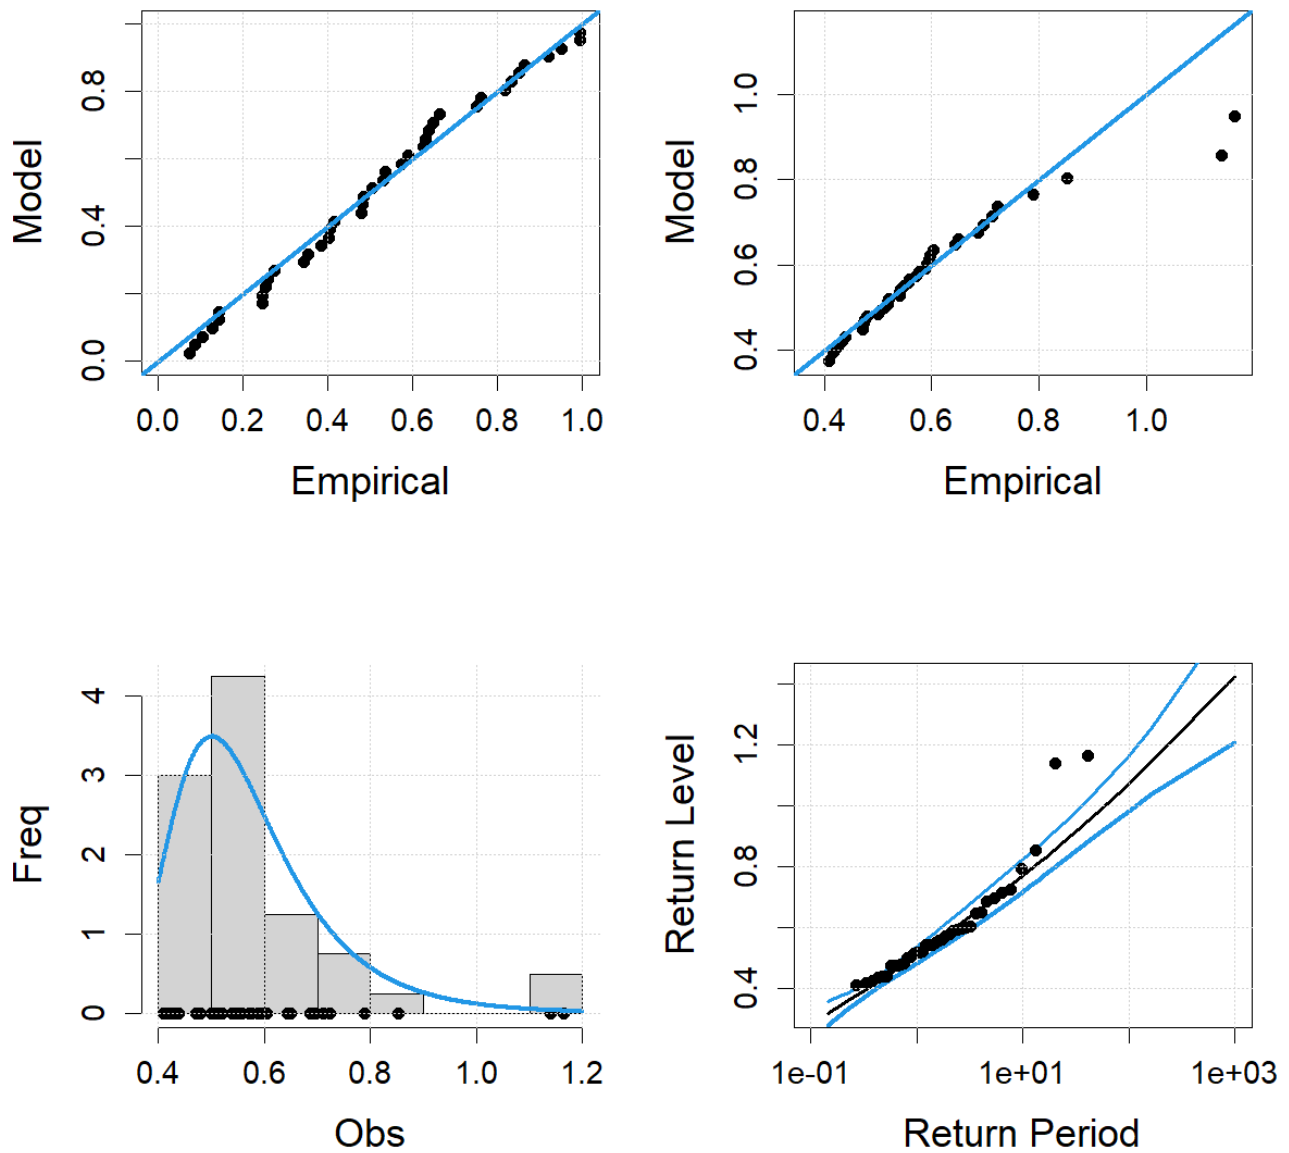 Model
0.0 0.4 0.8
0.0 0.2 0.4 0.6 0.8 1.0
Empirical
Model
0.4 0.6 0.8 1.0
0.4 0.6 0.8 1.0
Empirical
Freq
0 1 2 3 4
0.4 0.6 0.8 1.0 1.2
Obs
Return Level
0.4 0.8 1.2
1e-01 1e+01 1e+03
Return Period